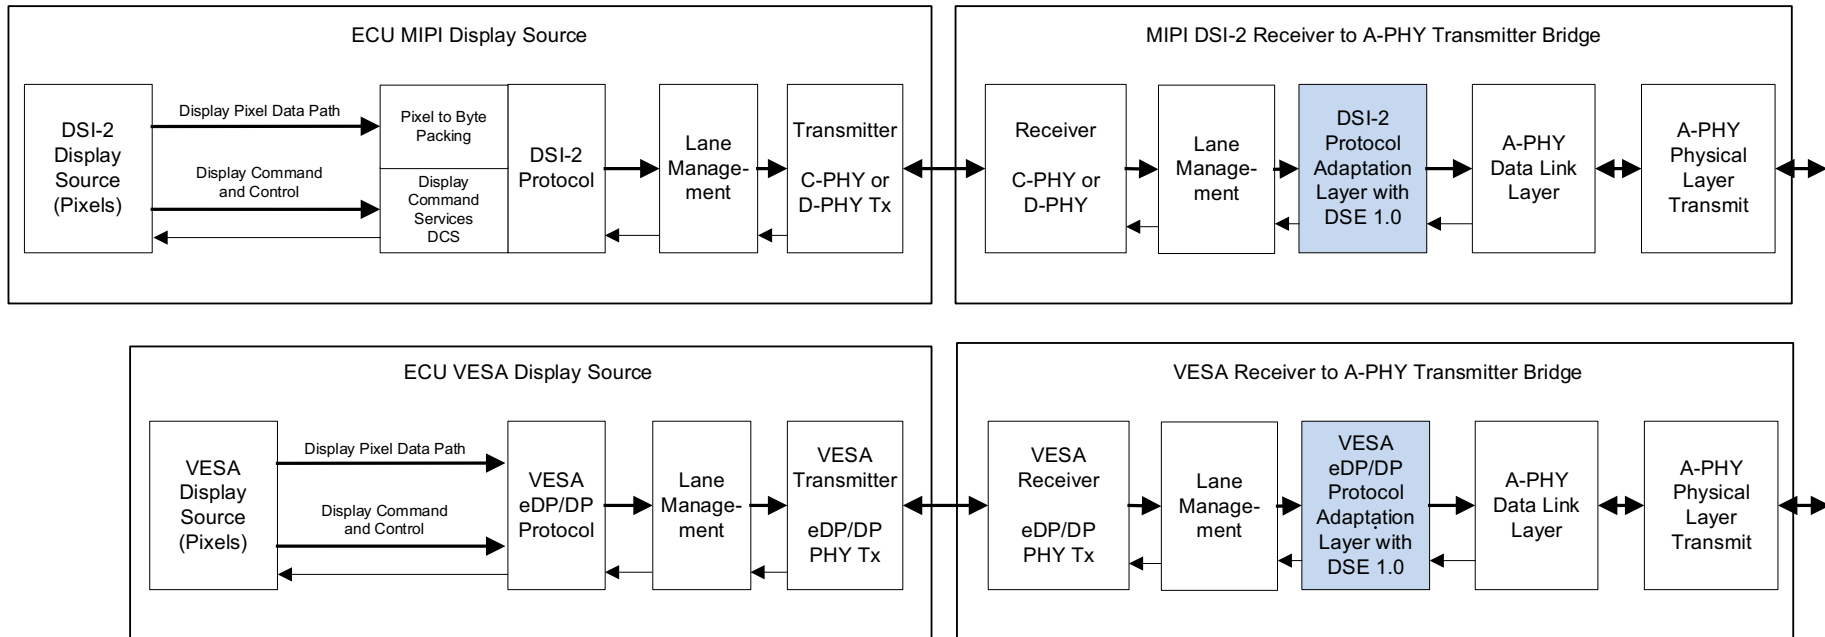 ECU MIPI Display Source
DSI-2
Display
Source
(Pixels)
Display Pixel Data Path
Display Command
and Control
Pixel to Byte
Packing
Display
Command
Services
DCS
DSI-2
Protocol
Lane
Manage-
ment
Transmitter
C-PHY or
D-PHY Tx
MIPI DSI-2 Receiver to A-PHY Transmitter Bridge
Receiver
C-PHY or
D-PHY
Lane
Manage-
ment
DSI-2
Protocol
Adaptation
Layer with
DSE 1.0
A-PHY
Data Link
Layer
A-PHY
Physical
Layer
Transmit
ECU VESA Display Source
VESA
Display
Source
(Pixels)
Display Pixel Data Path
Display Command
and Control
VESA
eDP/DP
Protocol
Lane
Manage-
ment
VESA
Transmitter
eDP/DP
PHY Tx
VESA Receiver to A-PHY Transmitter Bridge
VESA
Receiver
eDP/DP
PHY Tx
Lane
Manage-
ment
VESA
eDP/DP
Protocol
Adaptation
Layer with
DSE 1.0
A-PHY
Data Link
Layer
A-PHY
Physical
Layer
Transmit